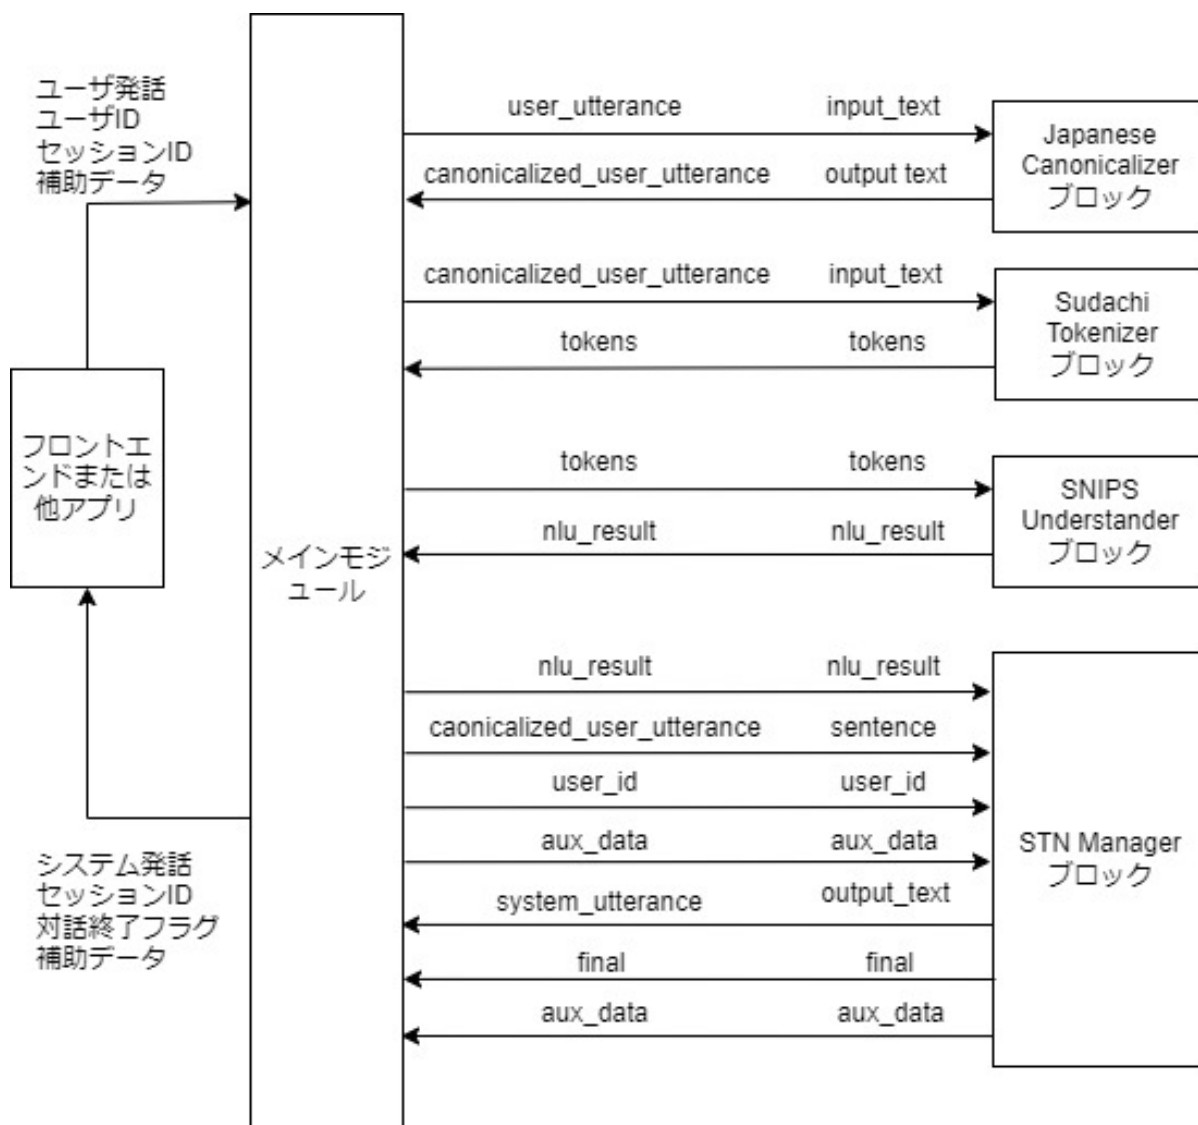 ユーザ発話
ユーザID
セッションID
補助データ
フロントエ
ンドまたは
他アプリ
システム発話
セッションID
対話終了フラグ
補助データ
メインモジ
ュール
user_utterance input_text
canonicalized_user_utterance output text
Japanese
Canonicalizer
ブロック
canonicalized_user_utterance input_text
tokens tokens
Sudachi
Tokenizer
ブロック
tokens tokens
nlu_result nlu_result
SNIPS
Understander
ブロック
nlu_result nlu_result
caonicalized_user_utterance sentence
user_id user_id
aux_data aux_data
system_utterance output_text
final final
aux_data aux_data
STN Manager
ブロック